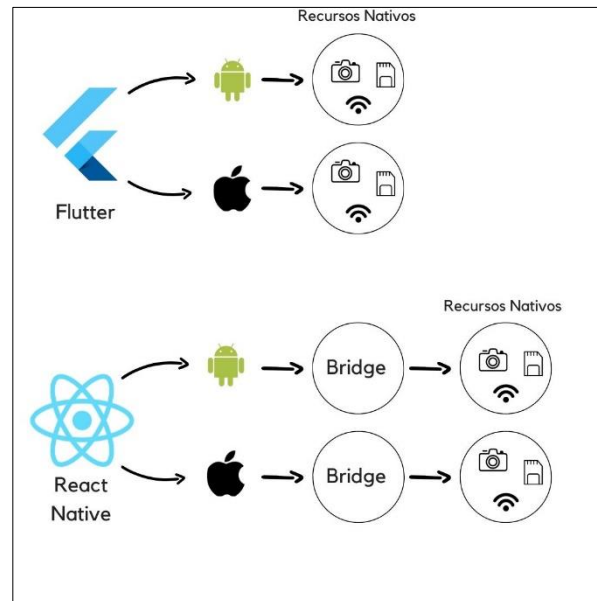 Recursos Nativos
Flutter
Recursos Nativos
Bridge
Bridge
React
Native